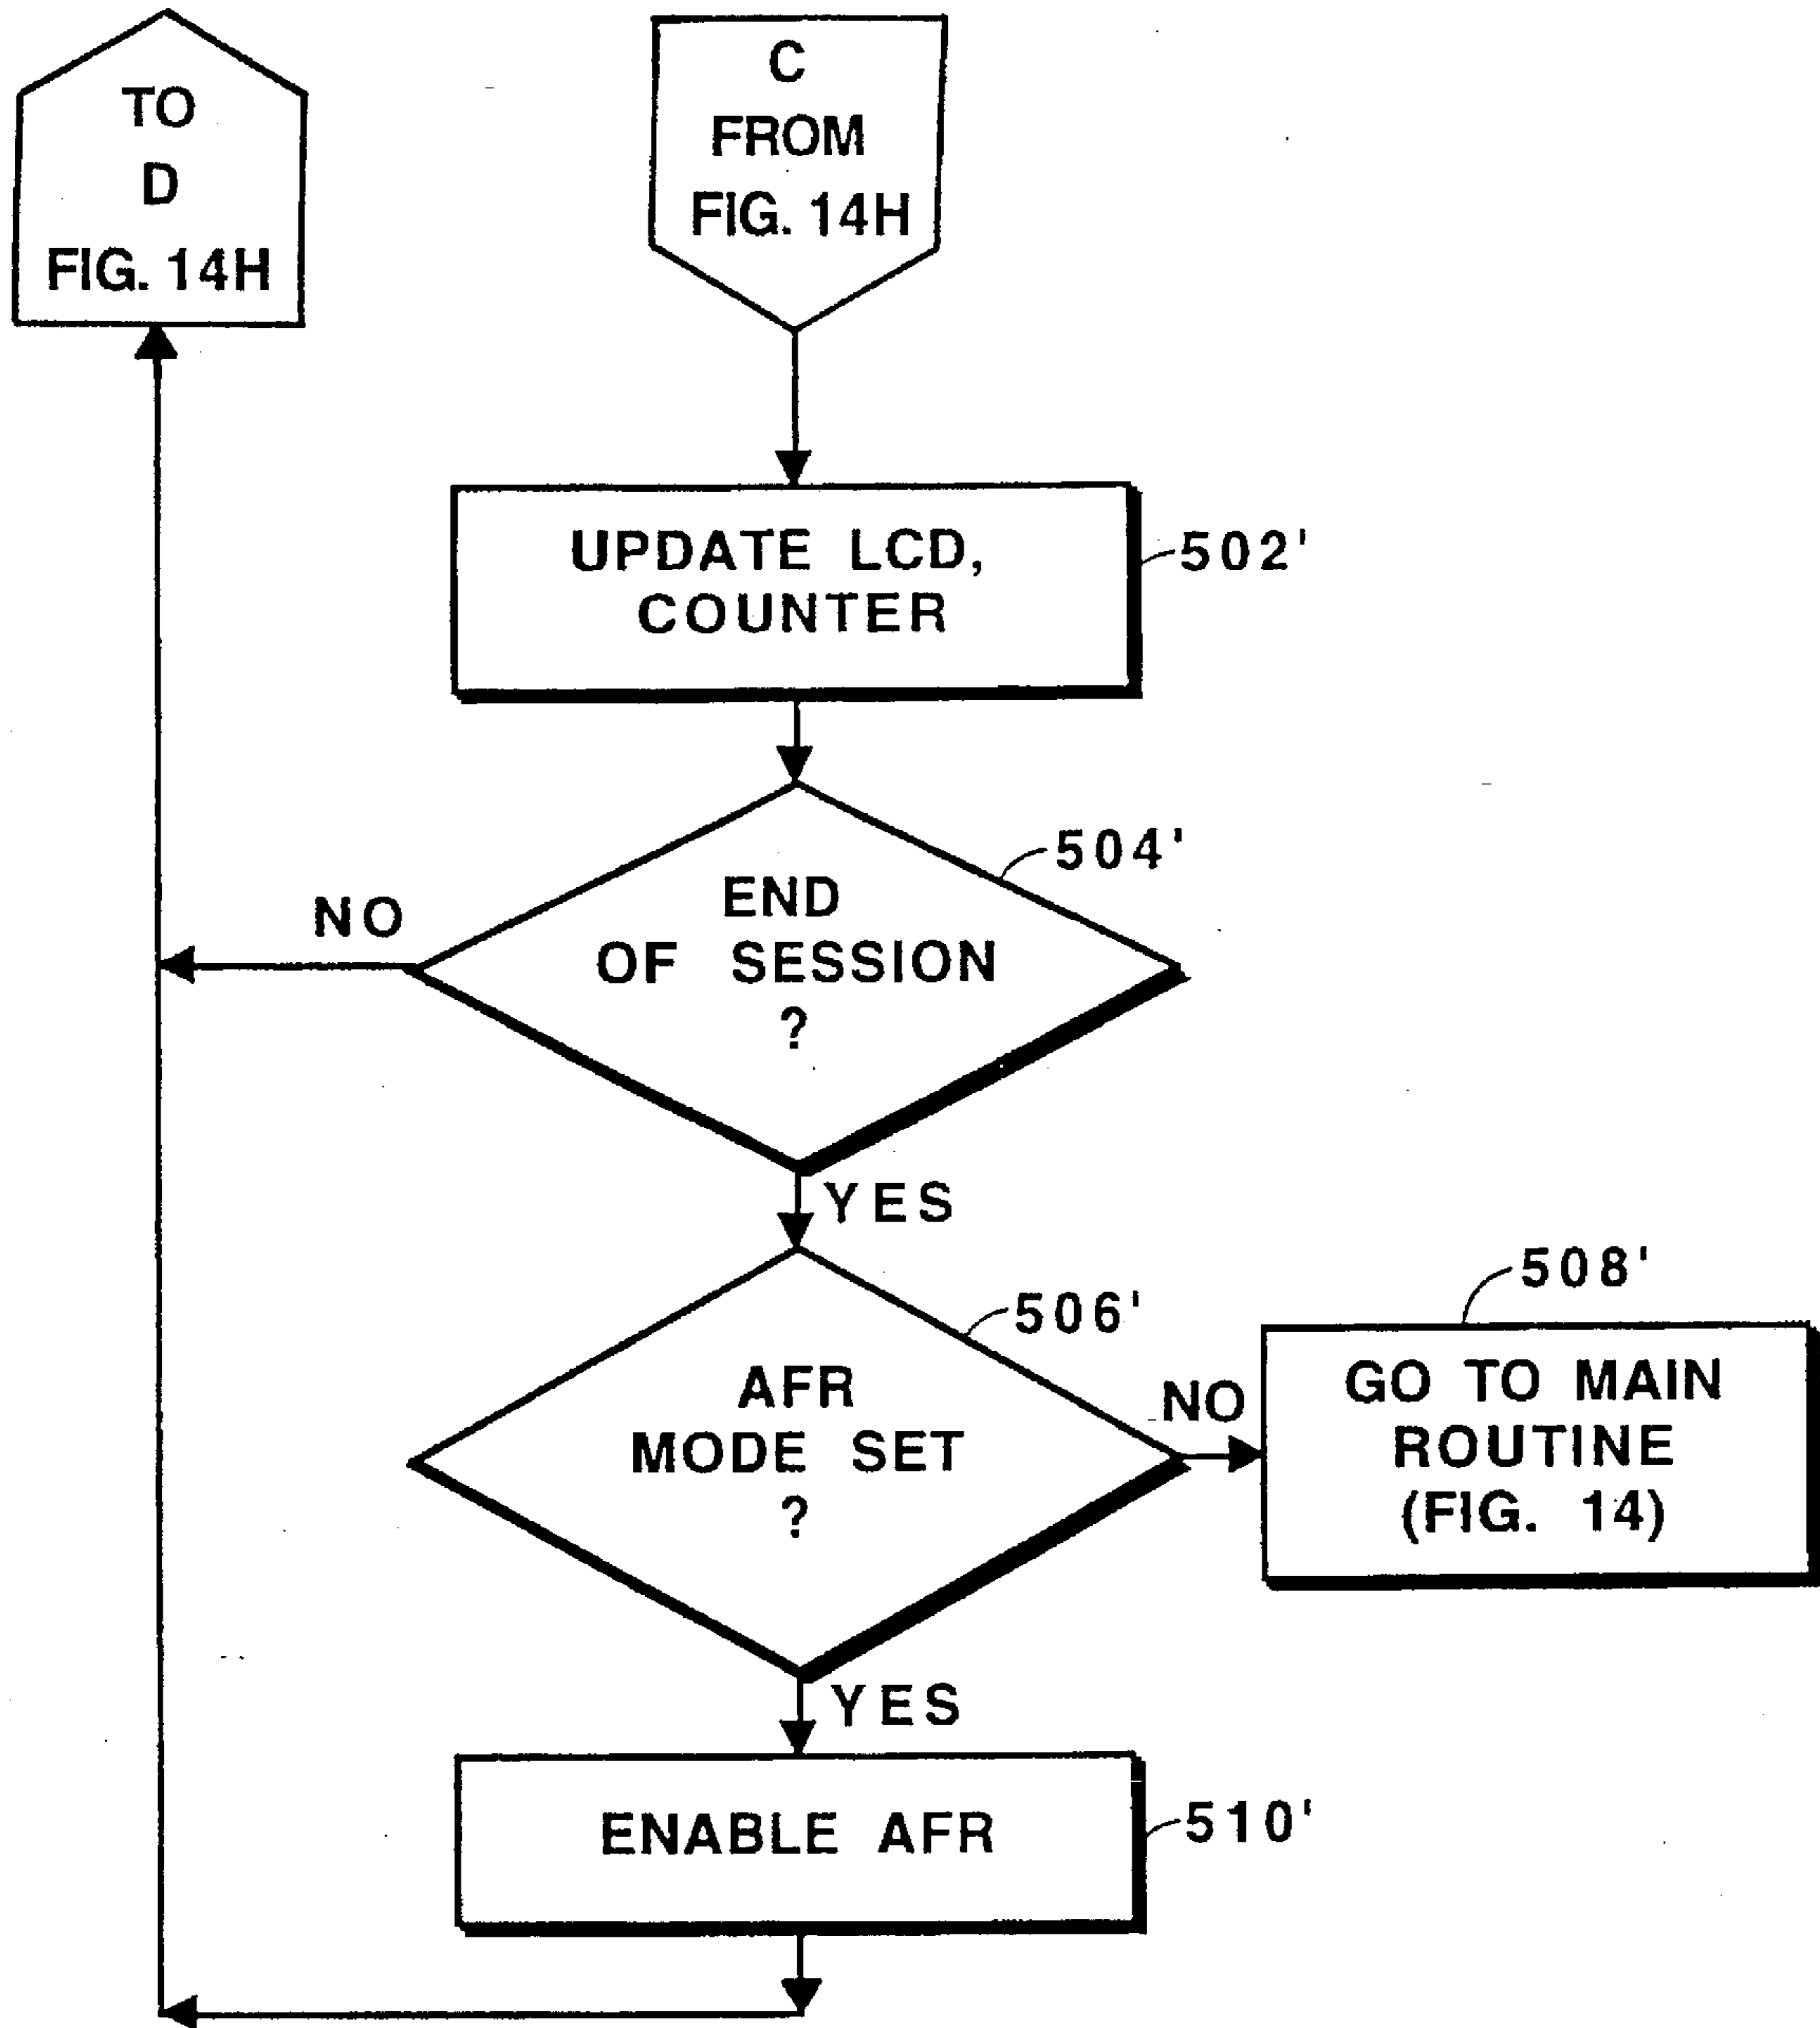 TO
D
FIG. 14H
C
FROM
FIG. 14H
UPDATE LCD,
COUNTER
502'
END
OF SESSION
?
504'
NO
YES
AFR
MODE SET
?
506'
NO
508'
GO TO MAIN
ROUTINE
(FIG. 14)
YES
ENABLE AFR
510'